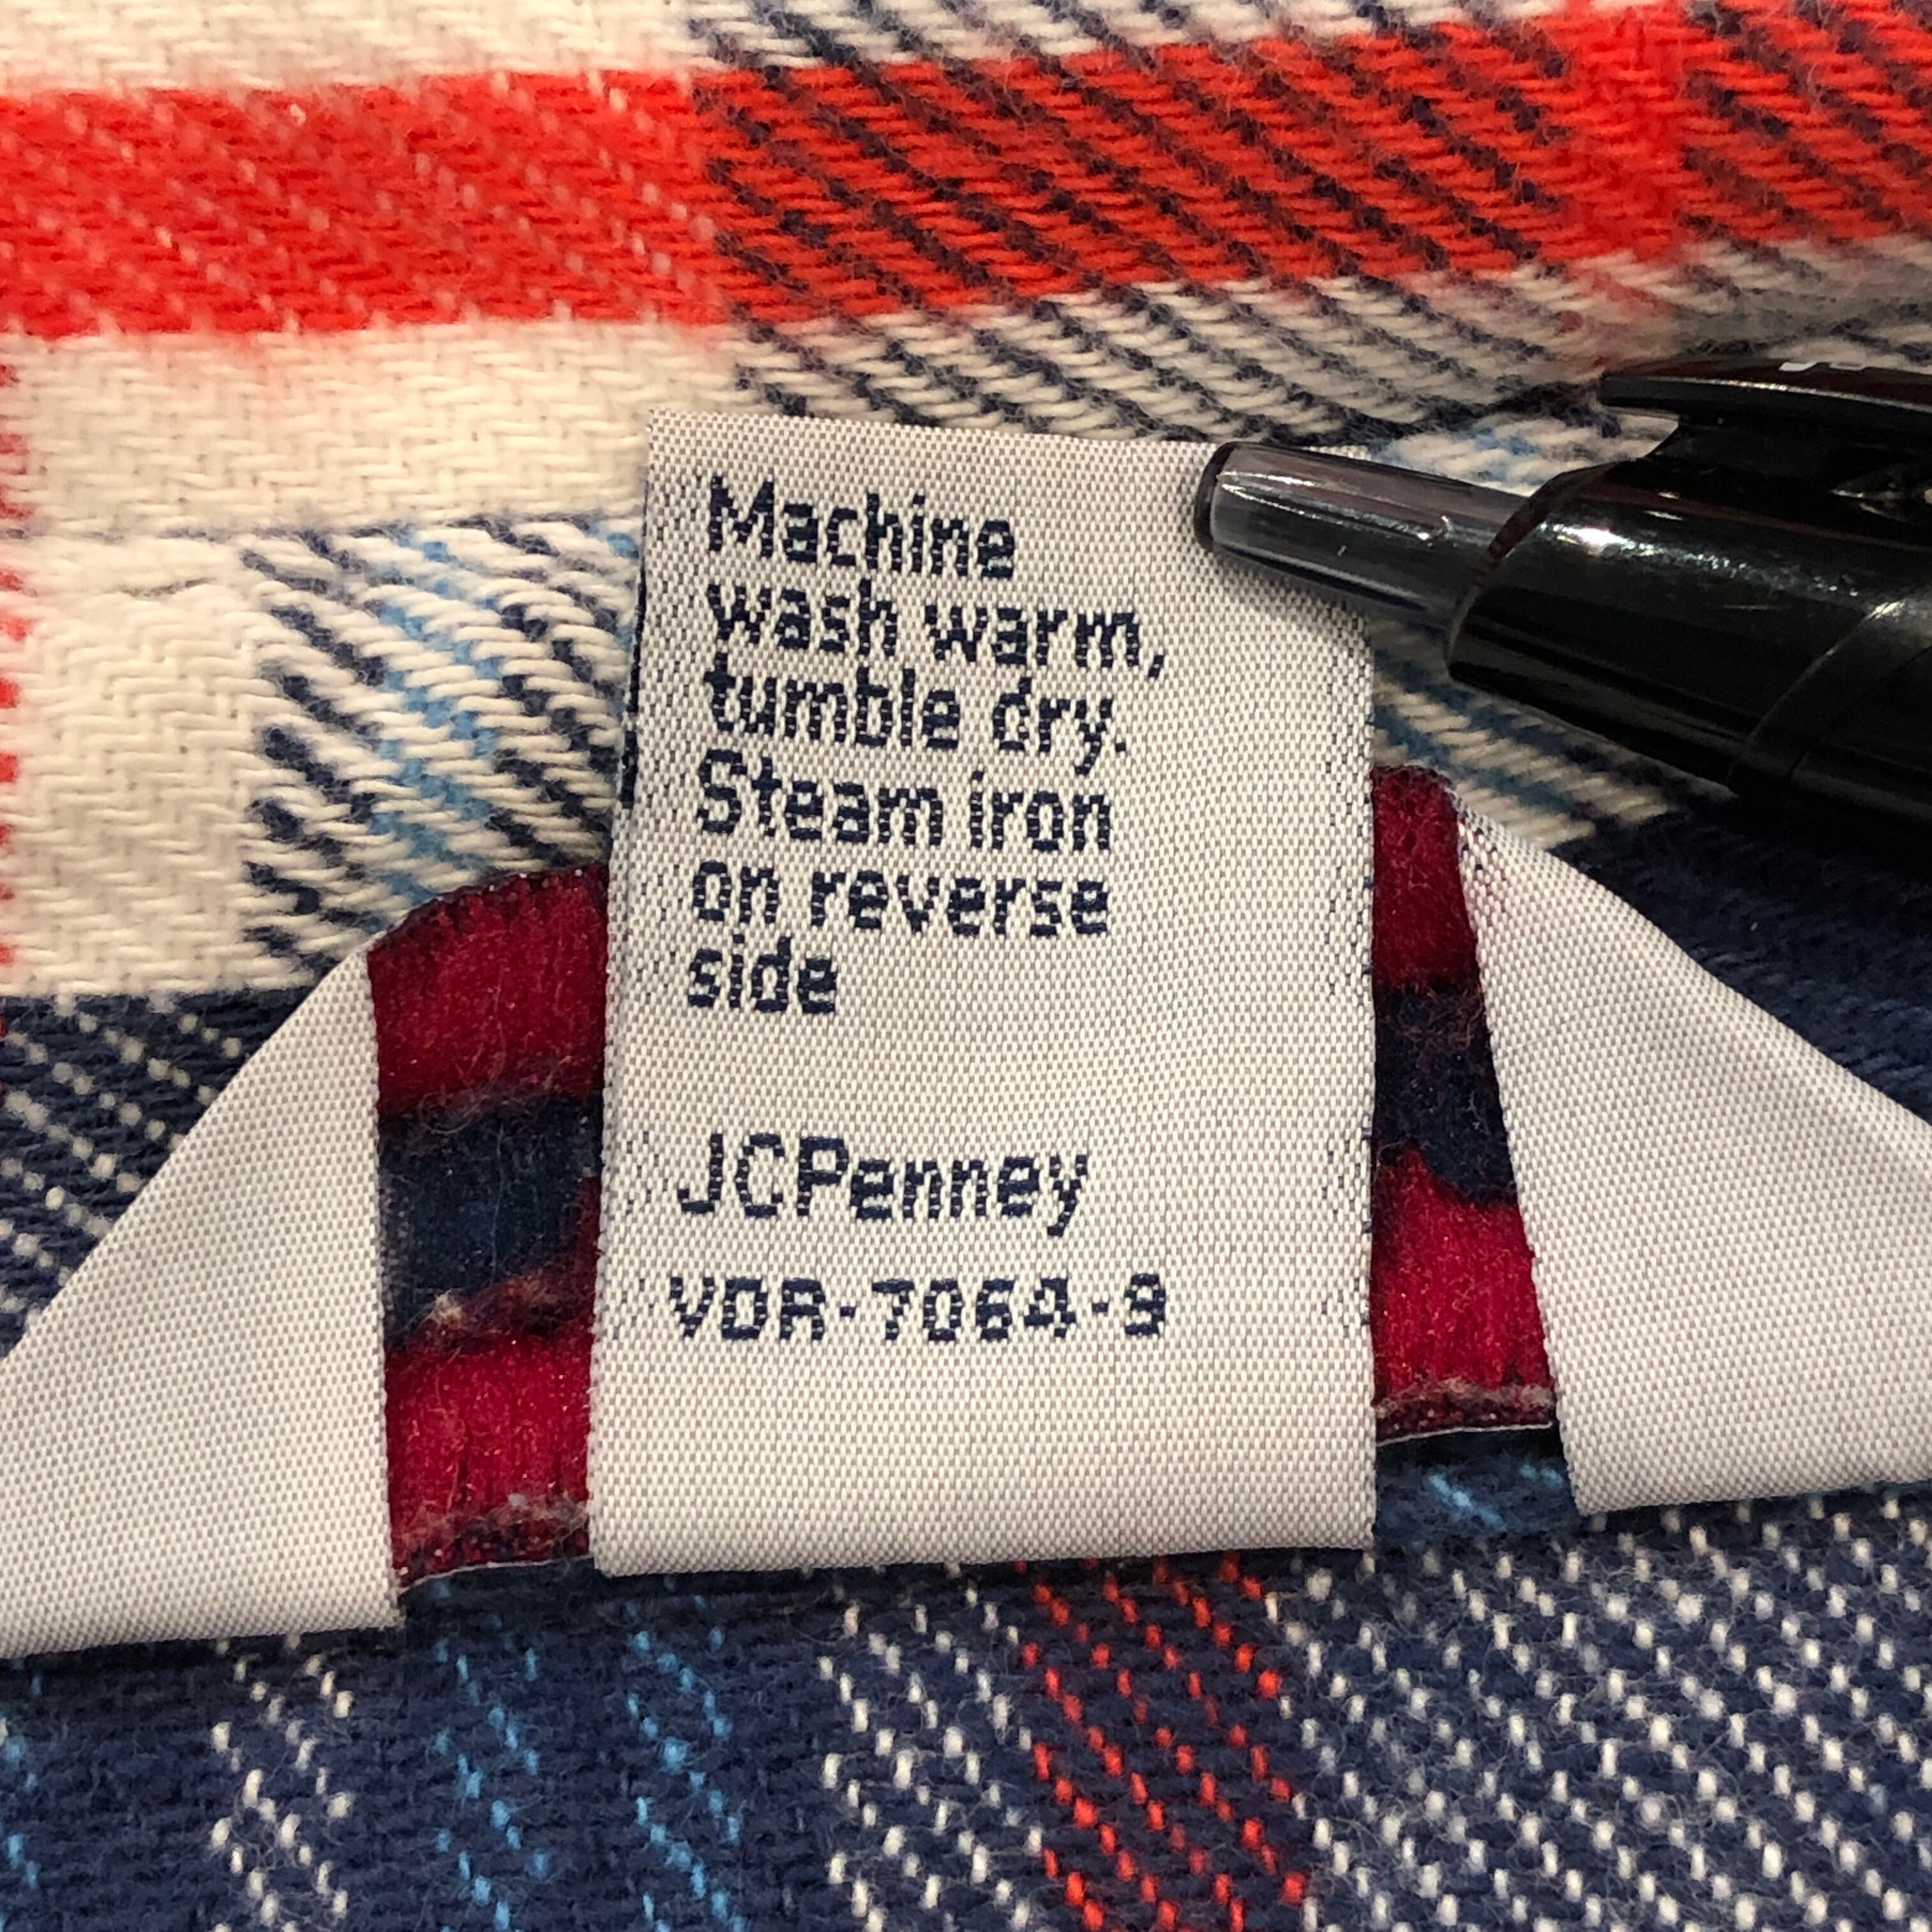 Machine
wash warm,
tumble dry.
Steam iron
on reverse
side
JCPenney
VDR-7064-9